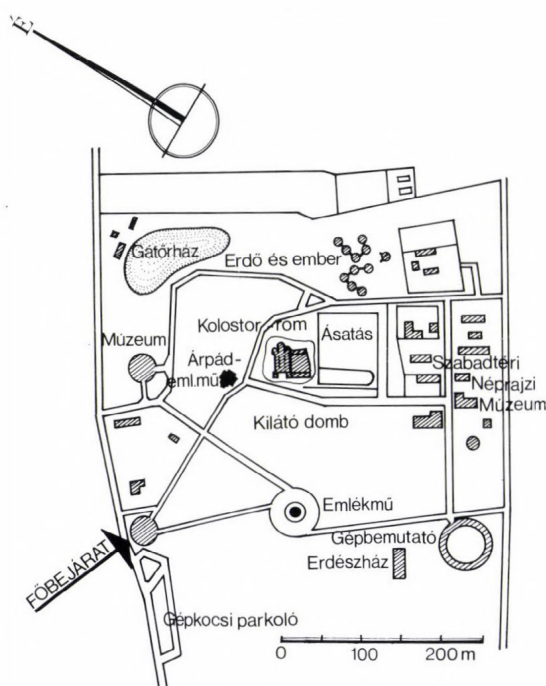 É
Gátőrház
Erdő és ember
Kolostor-rom
Ásatás
Múzeum
Árpád-
eml.mű
Szabadtéri
Néprajzi
Múzeum
Kilátó domb
Emlékmű
Gépbemutató
Erdészház
FŐBEJÁRAT
Gépkocsi parkoló
0 100 200 m